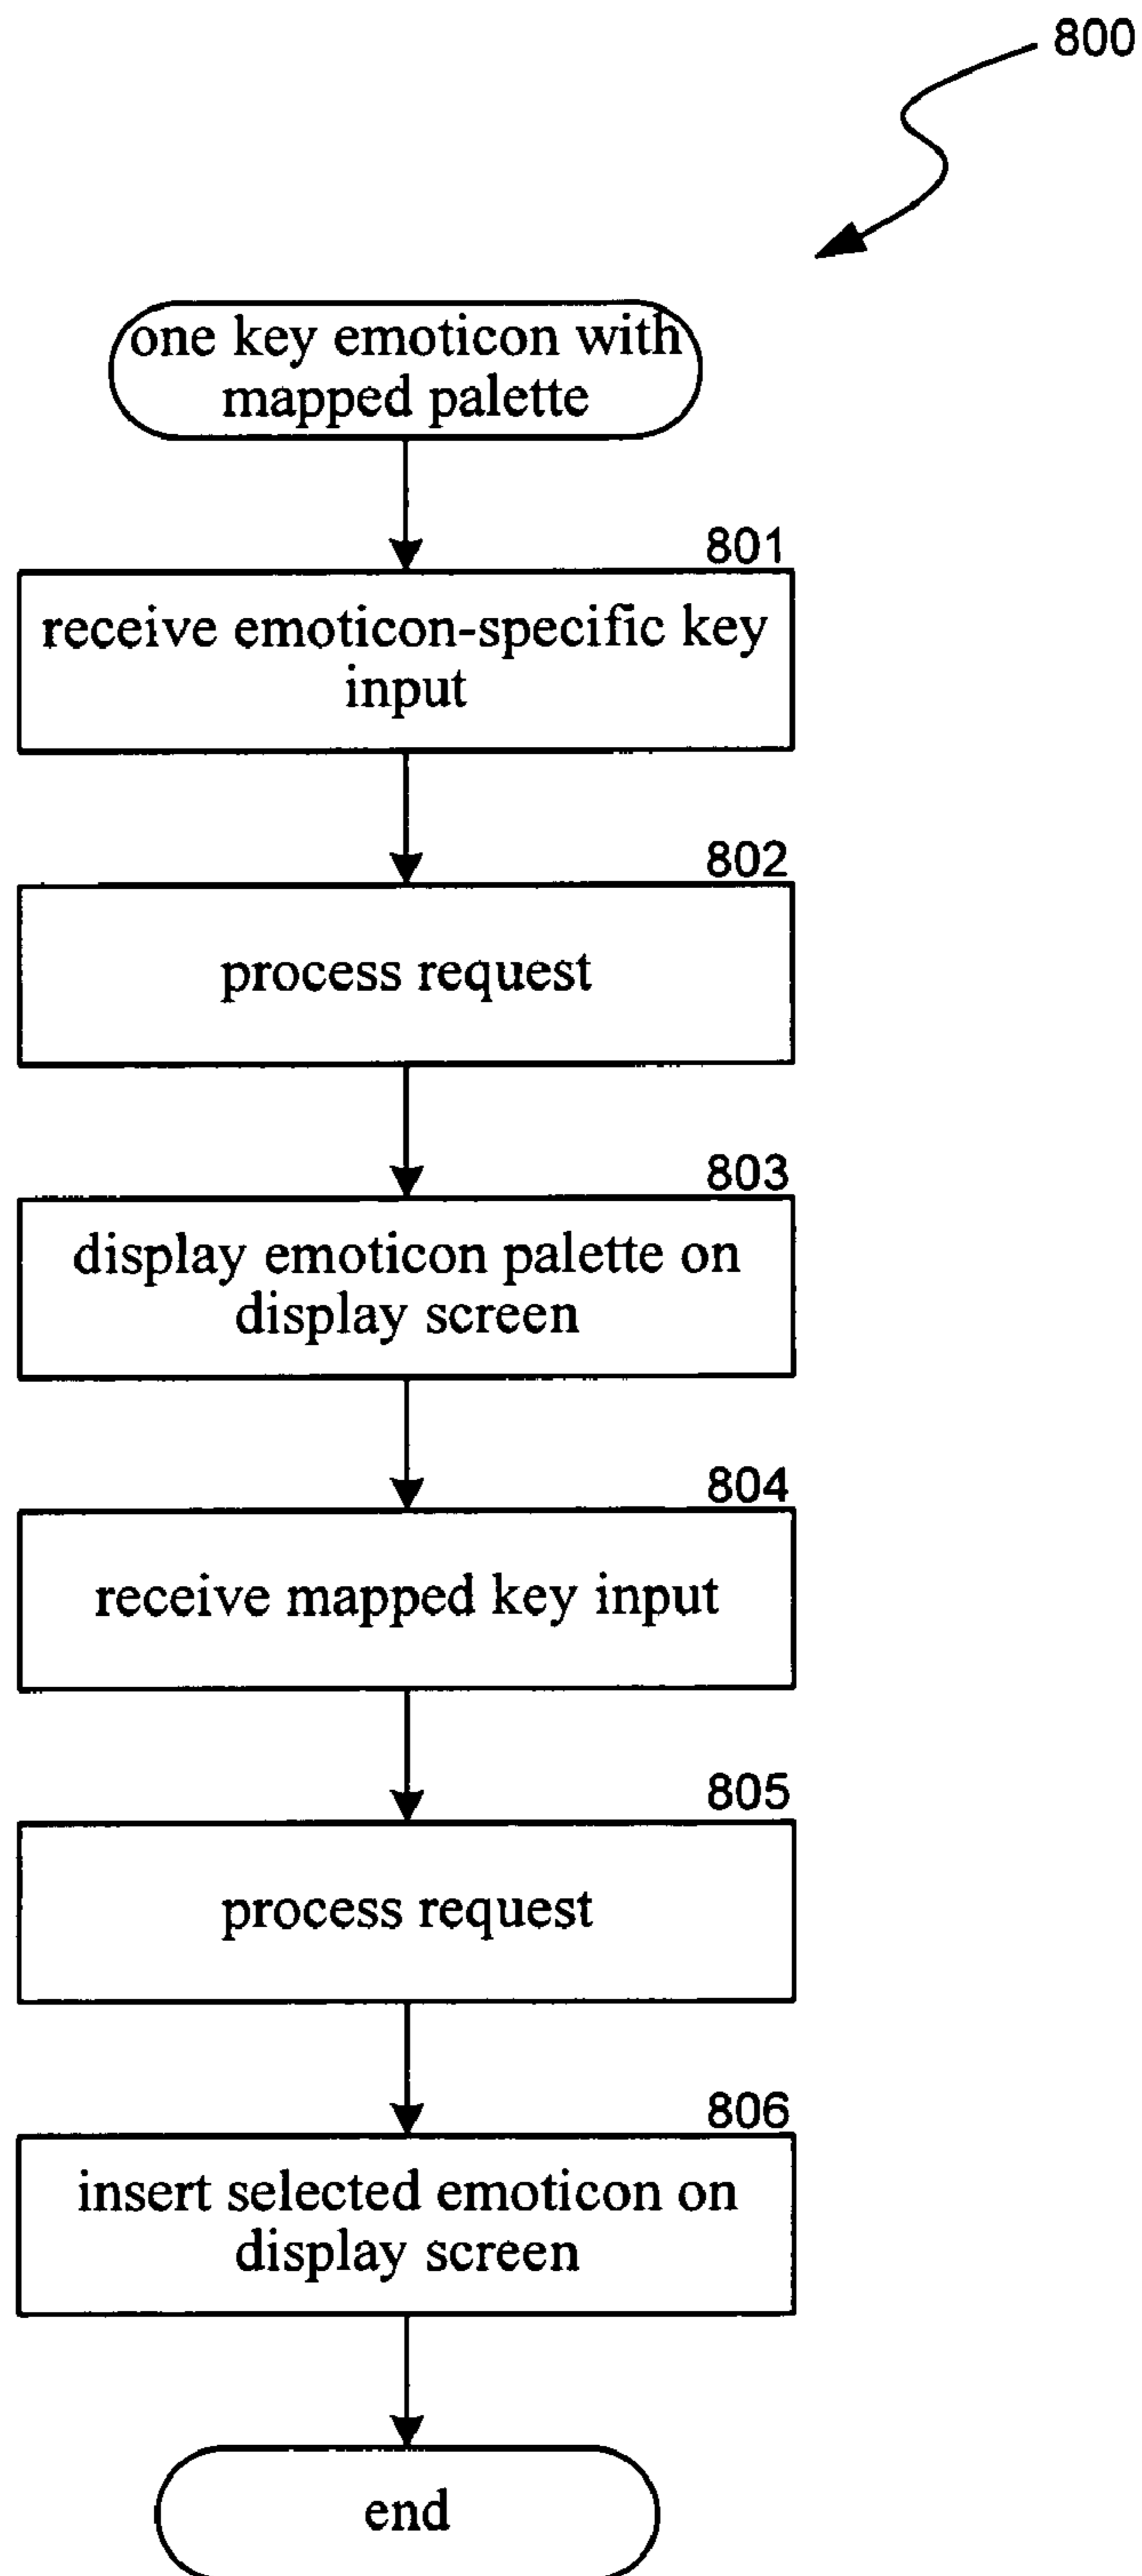 800
one key emoticon with
mapped palette
801
receive emoticon-specific key
input
802
process request
803
display emoticon palette on
display screen
804
receive mapped key input
805
process request
806
insert selected emoticon on
display screen
end